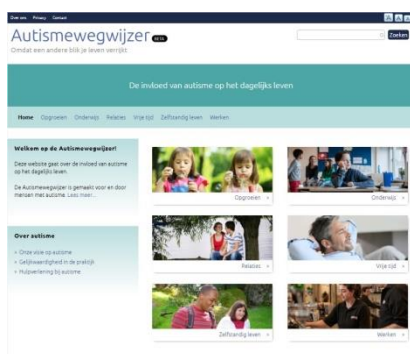 Over ons Privacy Contact
A A A
Autismewegwijzer BETA
Zoeken
Omdat een andere blik je leven verrijkt
De invloed van autisme op het dagelijks leven
Home Opgroeien Onderwijs Relaties Vrije tijd Zelfstandig leven Werken
Welkom op de Autismewegwijzer!
Deze website gaat over de invloed van autisme
op het dagelijks leven.
De Autismewegwijzer is gemaakt voor en door
mensen met autisme. Lees meer...
Opgroeien »
Onderwijs »
Over autisme
» Onze visie op autisme
» Gelijkwaardigheid in de praktijk
» Hulpverlening bij autisme
Relaties »
Vrije tijd »
Zelfstandig leven »
Werken »